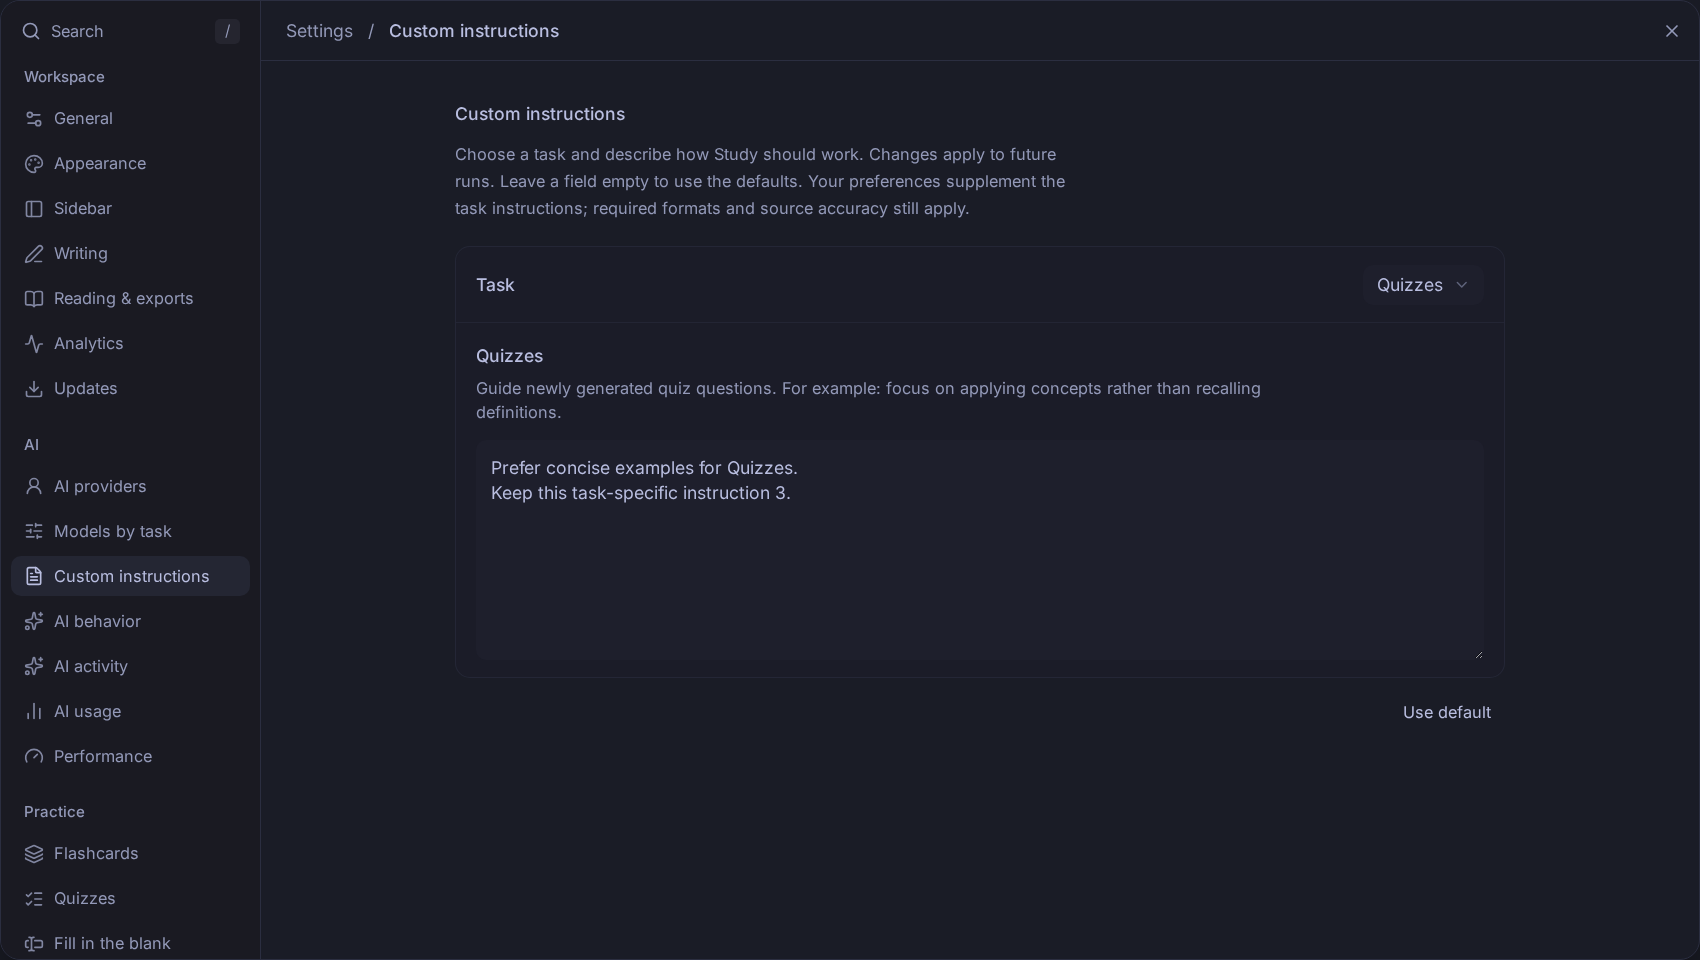 Search /
Workspace
General
Appearance
Sidebar
Writing
Reading & exports
Analytics
Updates
AI
AI providers
Models by task
Custom instructions
AI behavior
AI activity
AI usage
Performance
Practice
Flashcards
Quizzes
Fill in the blank
Settings / Custom instructions
Custom instructions
Choose a task and describe how Study should work. Changes apply to future
runs. Leave a field empty to use the defaults. Your preferences supplement the
task instructions; required formats and source accuracy still apply.
Task Quizzes
Quizzes
Guide newly generated quiz questions. For example: focus on applying concepts rather than recalling
definitions.
Prefer concise examples for Quizzes.
Keep this task-specific instruction 3.
Use default